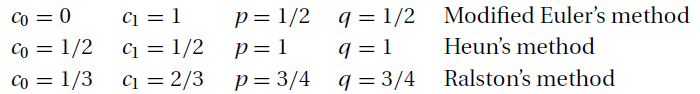 c₀ = 0 c₁ = 1 p = 1/2 q = 1/2 Modified Euler's method
c₀ = 1/2 c₁ = 1/2 p = 1 q = 1 Heun's method
c₀ = 1/3 c₁ = 2/3 p = 3/4 q = 3/4 Ralston's method